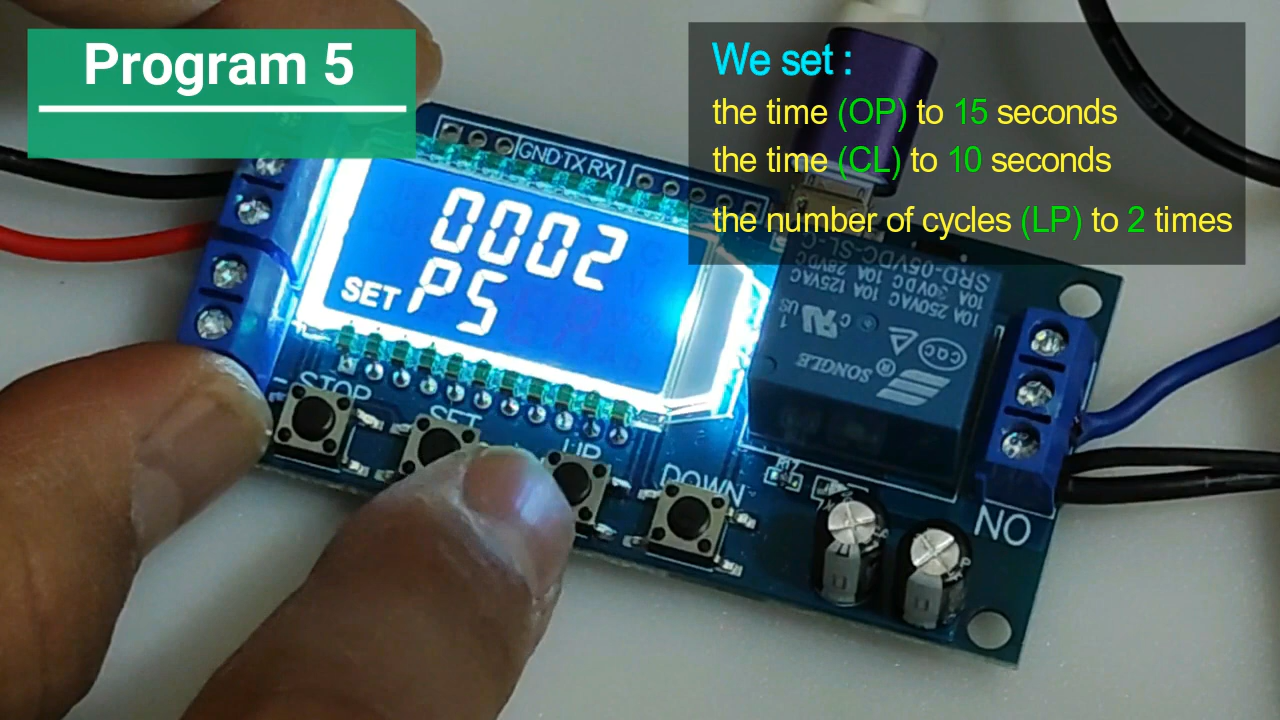 Program 5
We set :
the time (OP) to 15 seconds
the time (CL) to 10 seconds
the number of cycles (LP) to 2 times
GND TX RX
0002
SET P5
SRD-05VDC-SL-C
10A 30VDC 10A 28VDC
10A 250VAC 10A 125VAC
SONGLE ®
CQC
STOP
SET
UP
DOWN
NO